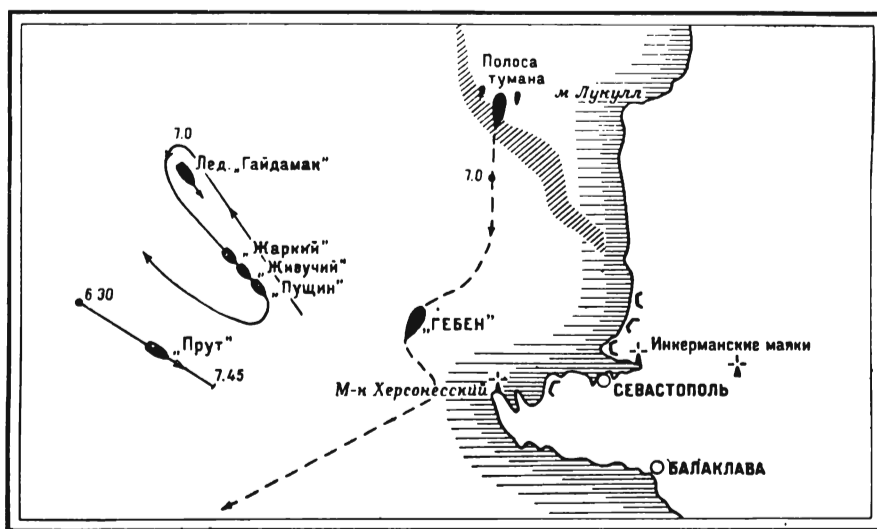 Полоса
тумана
м Лукулл
7.0
Лед. „Гайдамак"
7.0
„Жаркий"
„Живучий"
„Пущин"
6 30
„Прут"
7.45
„ГЕБЕН"
Инкерманские маяки
М-к Херсонесский
СЕВАСТОПОЛЬ
БАЛАКЛАВА